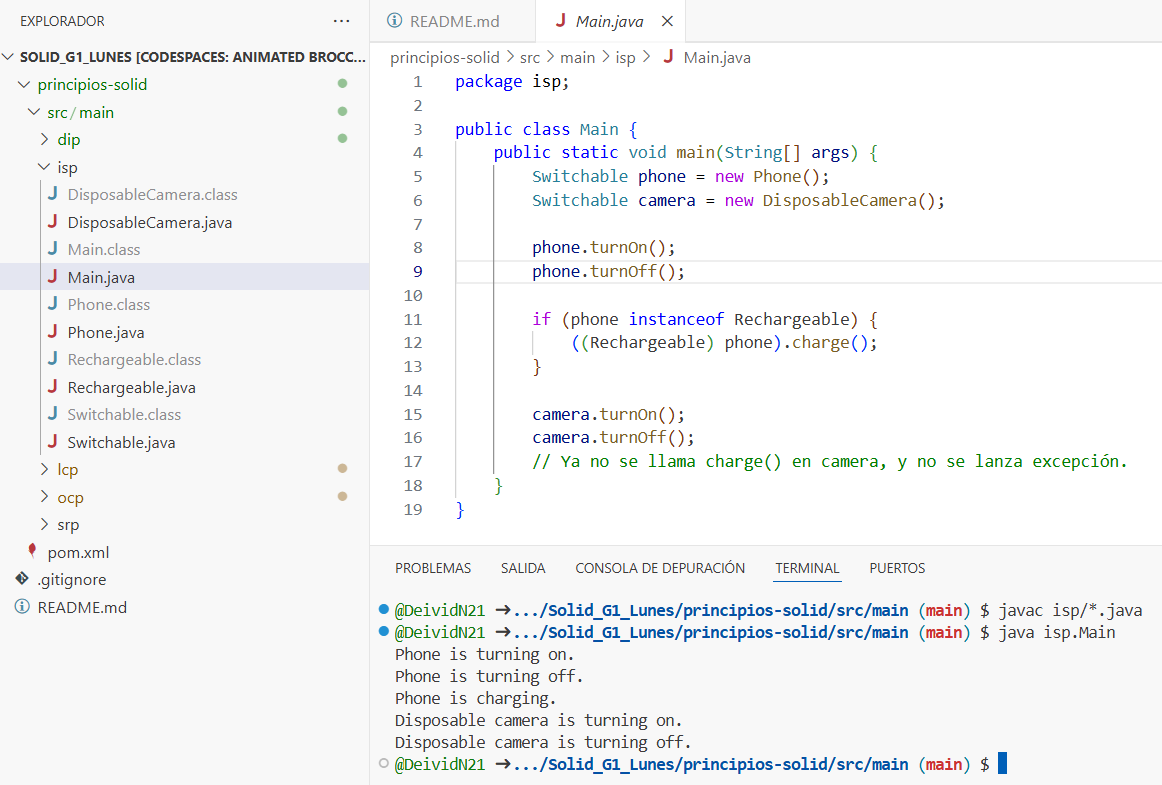 EXPLORADOR
SOLID_G1_LUNES [CODESPACES: ANIMATED BROCC...
principios-solid
src/main
dip
isp
DisposableCamera.class
DisposableCamera.java
Main.class
Main.java
Phone.class
Phone.java
Rechargeable.class
Rechargeable.java
Switchable.class
Switchable.java
lcp
ocp
srp
pom.xml
.gitignore
README.md
README.md
Main.java
principios-solid > src > main > isp > Main.java
1 package isp;
2
3 public class Main {
4 public static void main(String[] args) {
5 Switchable phone = new Phone();
6 Switchable camera = new DisposableCamera();
7
8 phone.turnOn();
9 phone.turnOff();
10
11 if (phone instanceof Rechargeable) {
12 ((Rechargeable) phone).charge();
13 }
14
15 camera.turnOn();
16 camera.turnOff();
17 // Ya no se llama charge() en camera, y no se lanza excepción.
18 }
19 }
PROBLEMAS SALIDA CONSOLA DE DEPURACIÓN TERMINAL PUERTOS
@DeividN21 →.../Solid_G1_Lunes/principios-solid/src/main (main) $ javac isp/*.java
@DeividN21 →.../Solid_G1_Lunes/principios-solid/src/main (main) $ java isp.Main
Phone is turning on.
Phone is turning off.
Phone is charging.
Disposable camera is turning on.
Disposable camera is turning off.
@DeividN21 →.../Solid_G1_Lunes/principios-solid/src/main (main) $